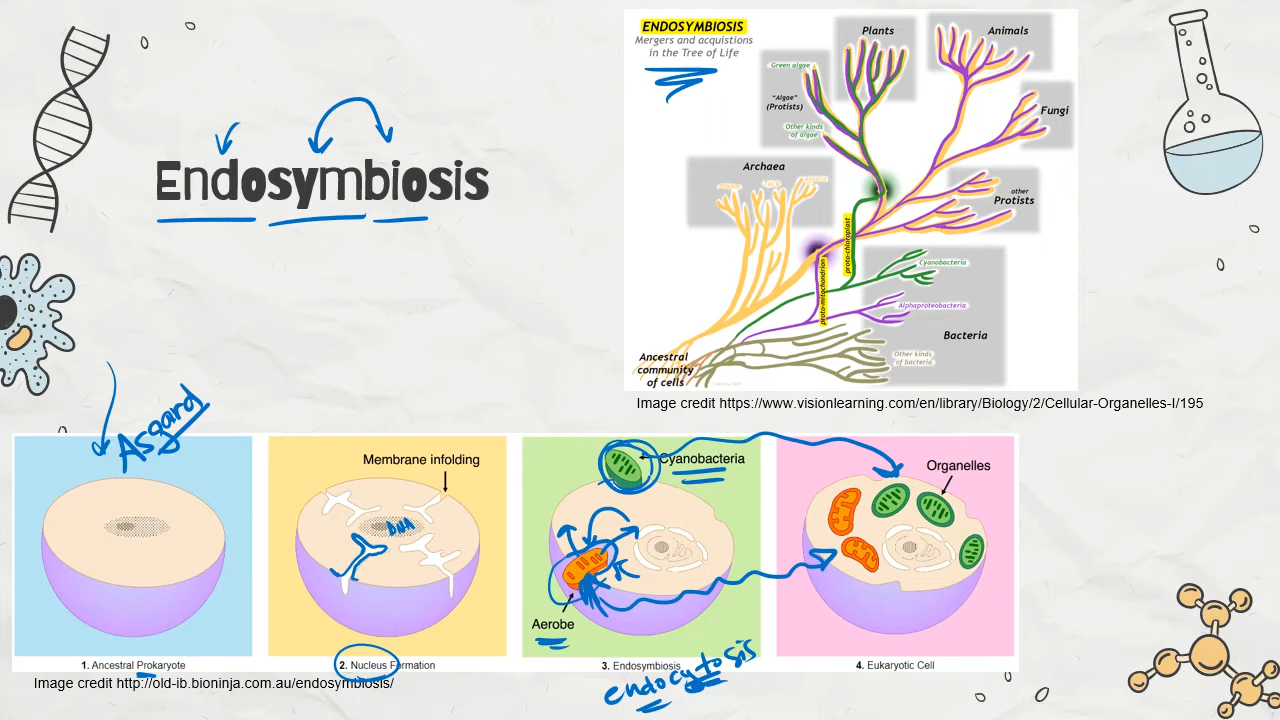 Endosymbiosis
ENDOSYMBIOSIS
Mergers and acquistions
in the Tree of Life
Plants
Animals
Green algae
"Algae"
(Protists)
Other kinds
of algae
Fungi
Archaea
TACK
other
Protists
proto-chloroplast
proto-mitochondrion
Cyanobacteria
Alphaproteobacteria
Bacteria
Other kinds
of bacteria
Ancestral
community
of cells
Image credit https://www.visionlearning.com/en/library/Biology/2/Cellular-Organelles-I/195
Asgard
Membrane infolding
DNA
Cyanobacteria
Aerobe
Organelles
1. Ancestral Prokaryote
2. Nucleus Formation
3. Endosymbiosis
4. Eukaryotic Cell
endocytosis
Image credit http://old-ib.bioninja.com.au/endosymbiosis/